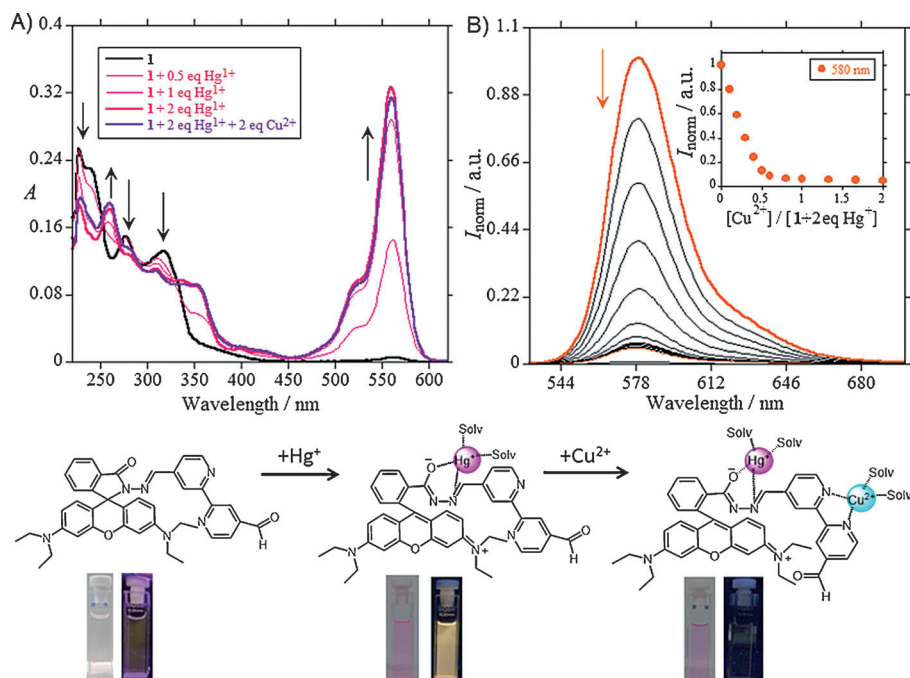 A)
0.4
0.32
0.24
A
0.16
0.08
0
1
1 + 0.5 eq Hg1+
1 + 1 eq Hg1+
1 + 2 eq Hg1+
1 + 2 eq Hg1+ + 2 eq Cu2+
250 300 350 400 450 500 550 600
Wavelength / nm
B)
1.1
0.88
0.66
0.44
0.22
0
Inorm / a.u.
544 578 612 646 680
Wavelength / nm
1
0.8
0.6
0.4
0.2
0
Inorm / a.u.
580 nm
0 0.5 1 1.5 2
[Cu2+] / [1+2eq Hg+]
O
N
N
N
N
O
H
N
O
N
+Hg+
Solv
Hg+
Solv
O-
N
N
N
N
O
H
N
O
N+
+Cu2+
Solv
Hg+
Solv
O-
N
N
N
Cu2+
Solv
Solv
N
O
H
N
O
N+